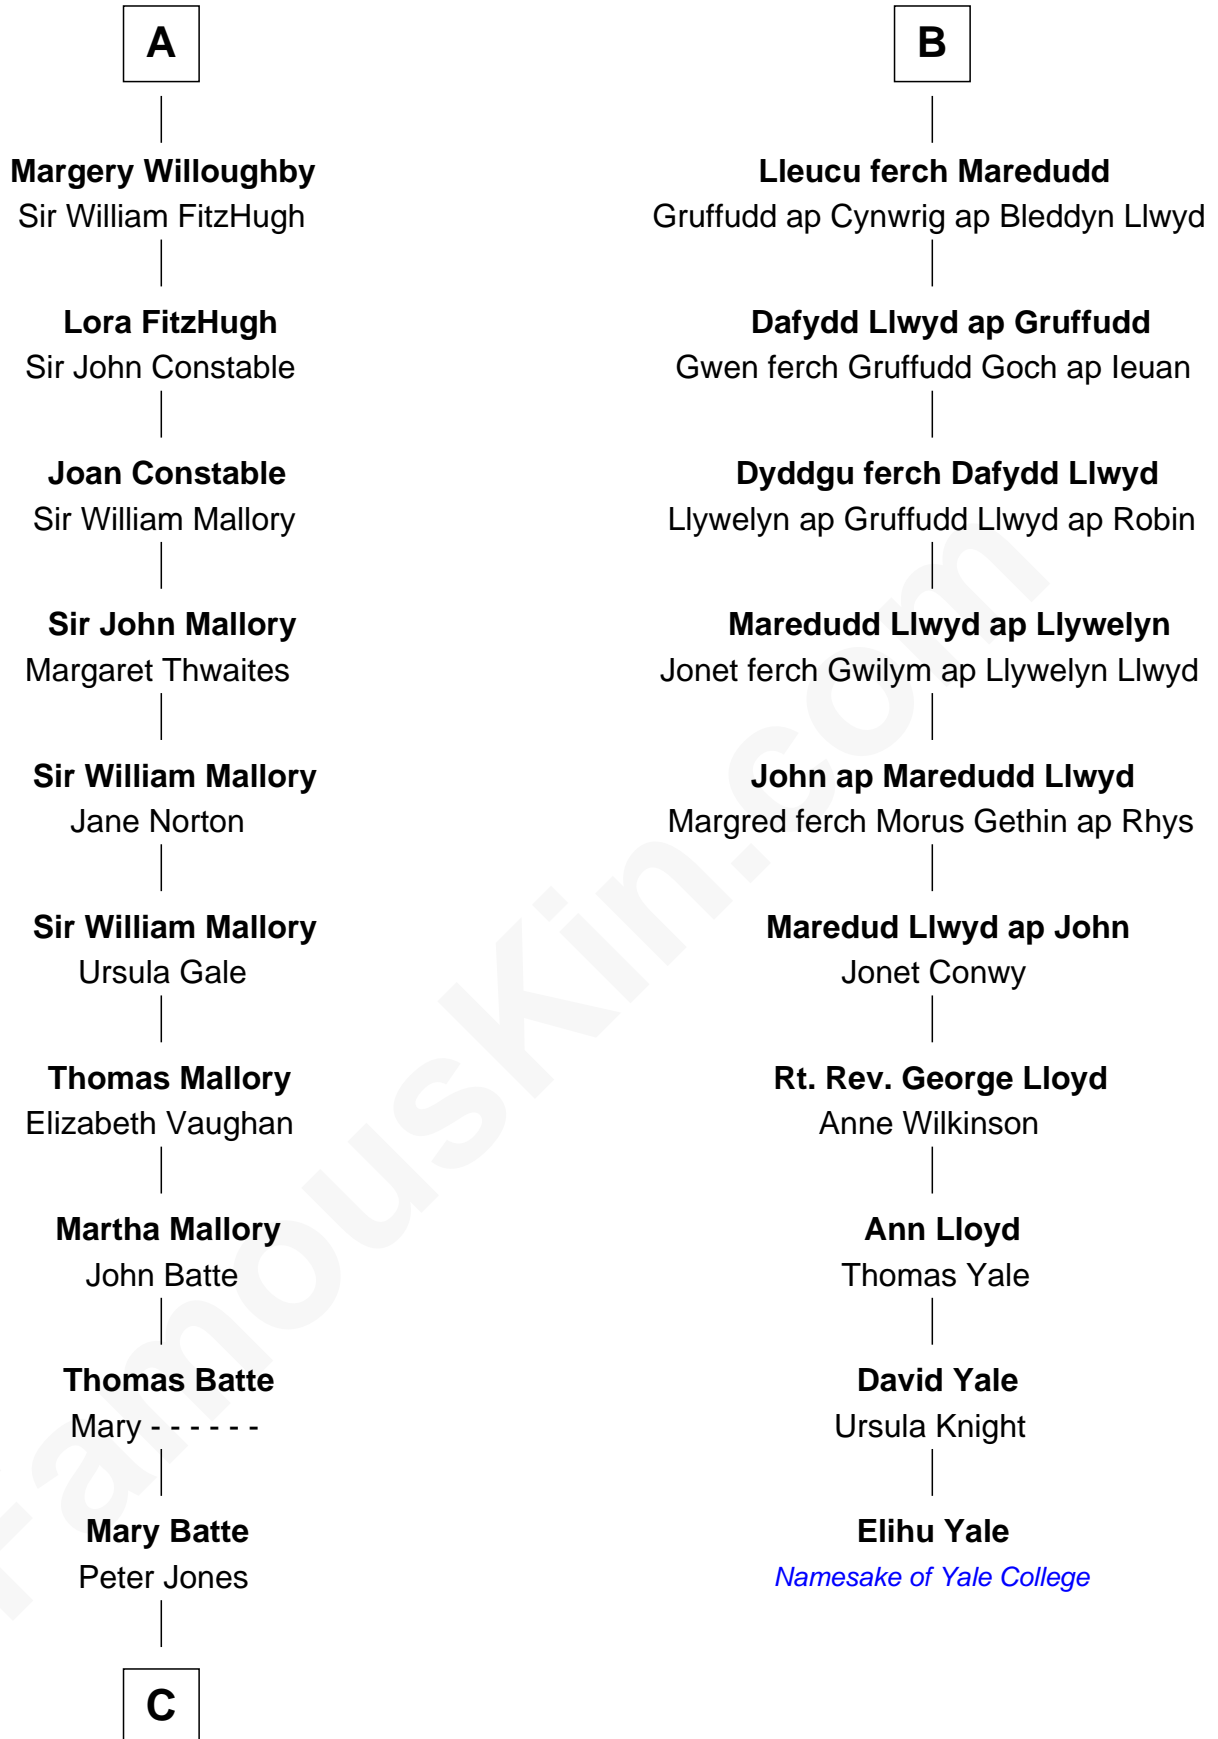 A
Margery Willoughby
Sir William FitzHugh
Lora FitzHugh
Sir John Constable
Joan Constable
Sir William Mallory
Sir John Mallory
Margaret Thwaites
Sir William Mallory
Jane Norton
Sir William Mallory
Ursula Gale
Thomas Mallory
Elizabeth Vaughan
Martha Mallory
John Batte
Thomas Batte
Mary - - - - - -
Mary Batte
Peter Jones
C
B
Lleucu ferch Maredudd
Gruffudd ap Cynwrig ap Bleddyn Llwyd
Dafydd Llwyd ap Gruffudd
Gwen ferch Gruffudd Goch ap Ieuan
Dyddgu ferch Dafydd Llwyd
Llywelyn ap Gruffudd Llwyd ap Robin
Maredudd Llwyd ap Llywelyn
Jonet ferch Gwilym ap Llywelyn Llwyd
John ap Maredudd Llwyd
Margred ferch Morus Gethin ap Rhys
Maredud Llwyd ap John
Jonet Conwy
Rt. Rev. George Lloyd
Anne Wilkinson
Ann Lloyd
Thomas Yale
David Yale
Ursula Knight
Elihu Yale
Namesake of Yale College
FamousKin.com